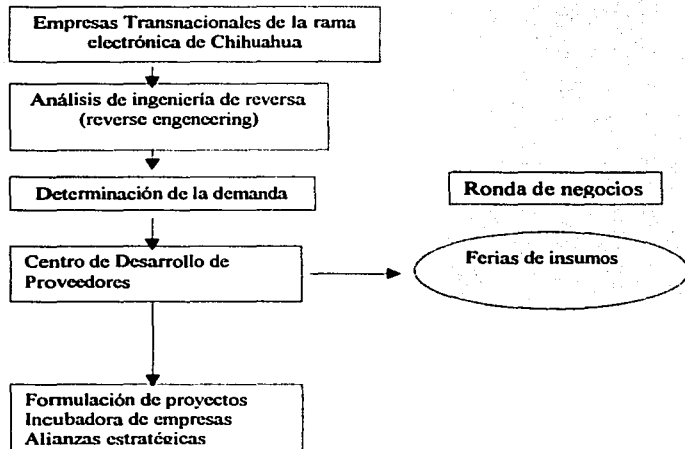 Empresas Transnacionales de la rama
electrónica de Chihuahua
Análisis de ingeniería de reversa
(reverse engeneering)
Determinación de la demanda
Ronda de negocios
Centro de Desarrollo de
Proveedores
Ferias de insumos
Formulación de proyectos
Incubadora de empresas
Alianzas estratégicas